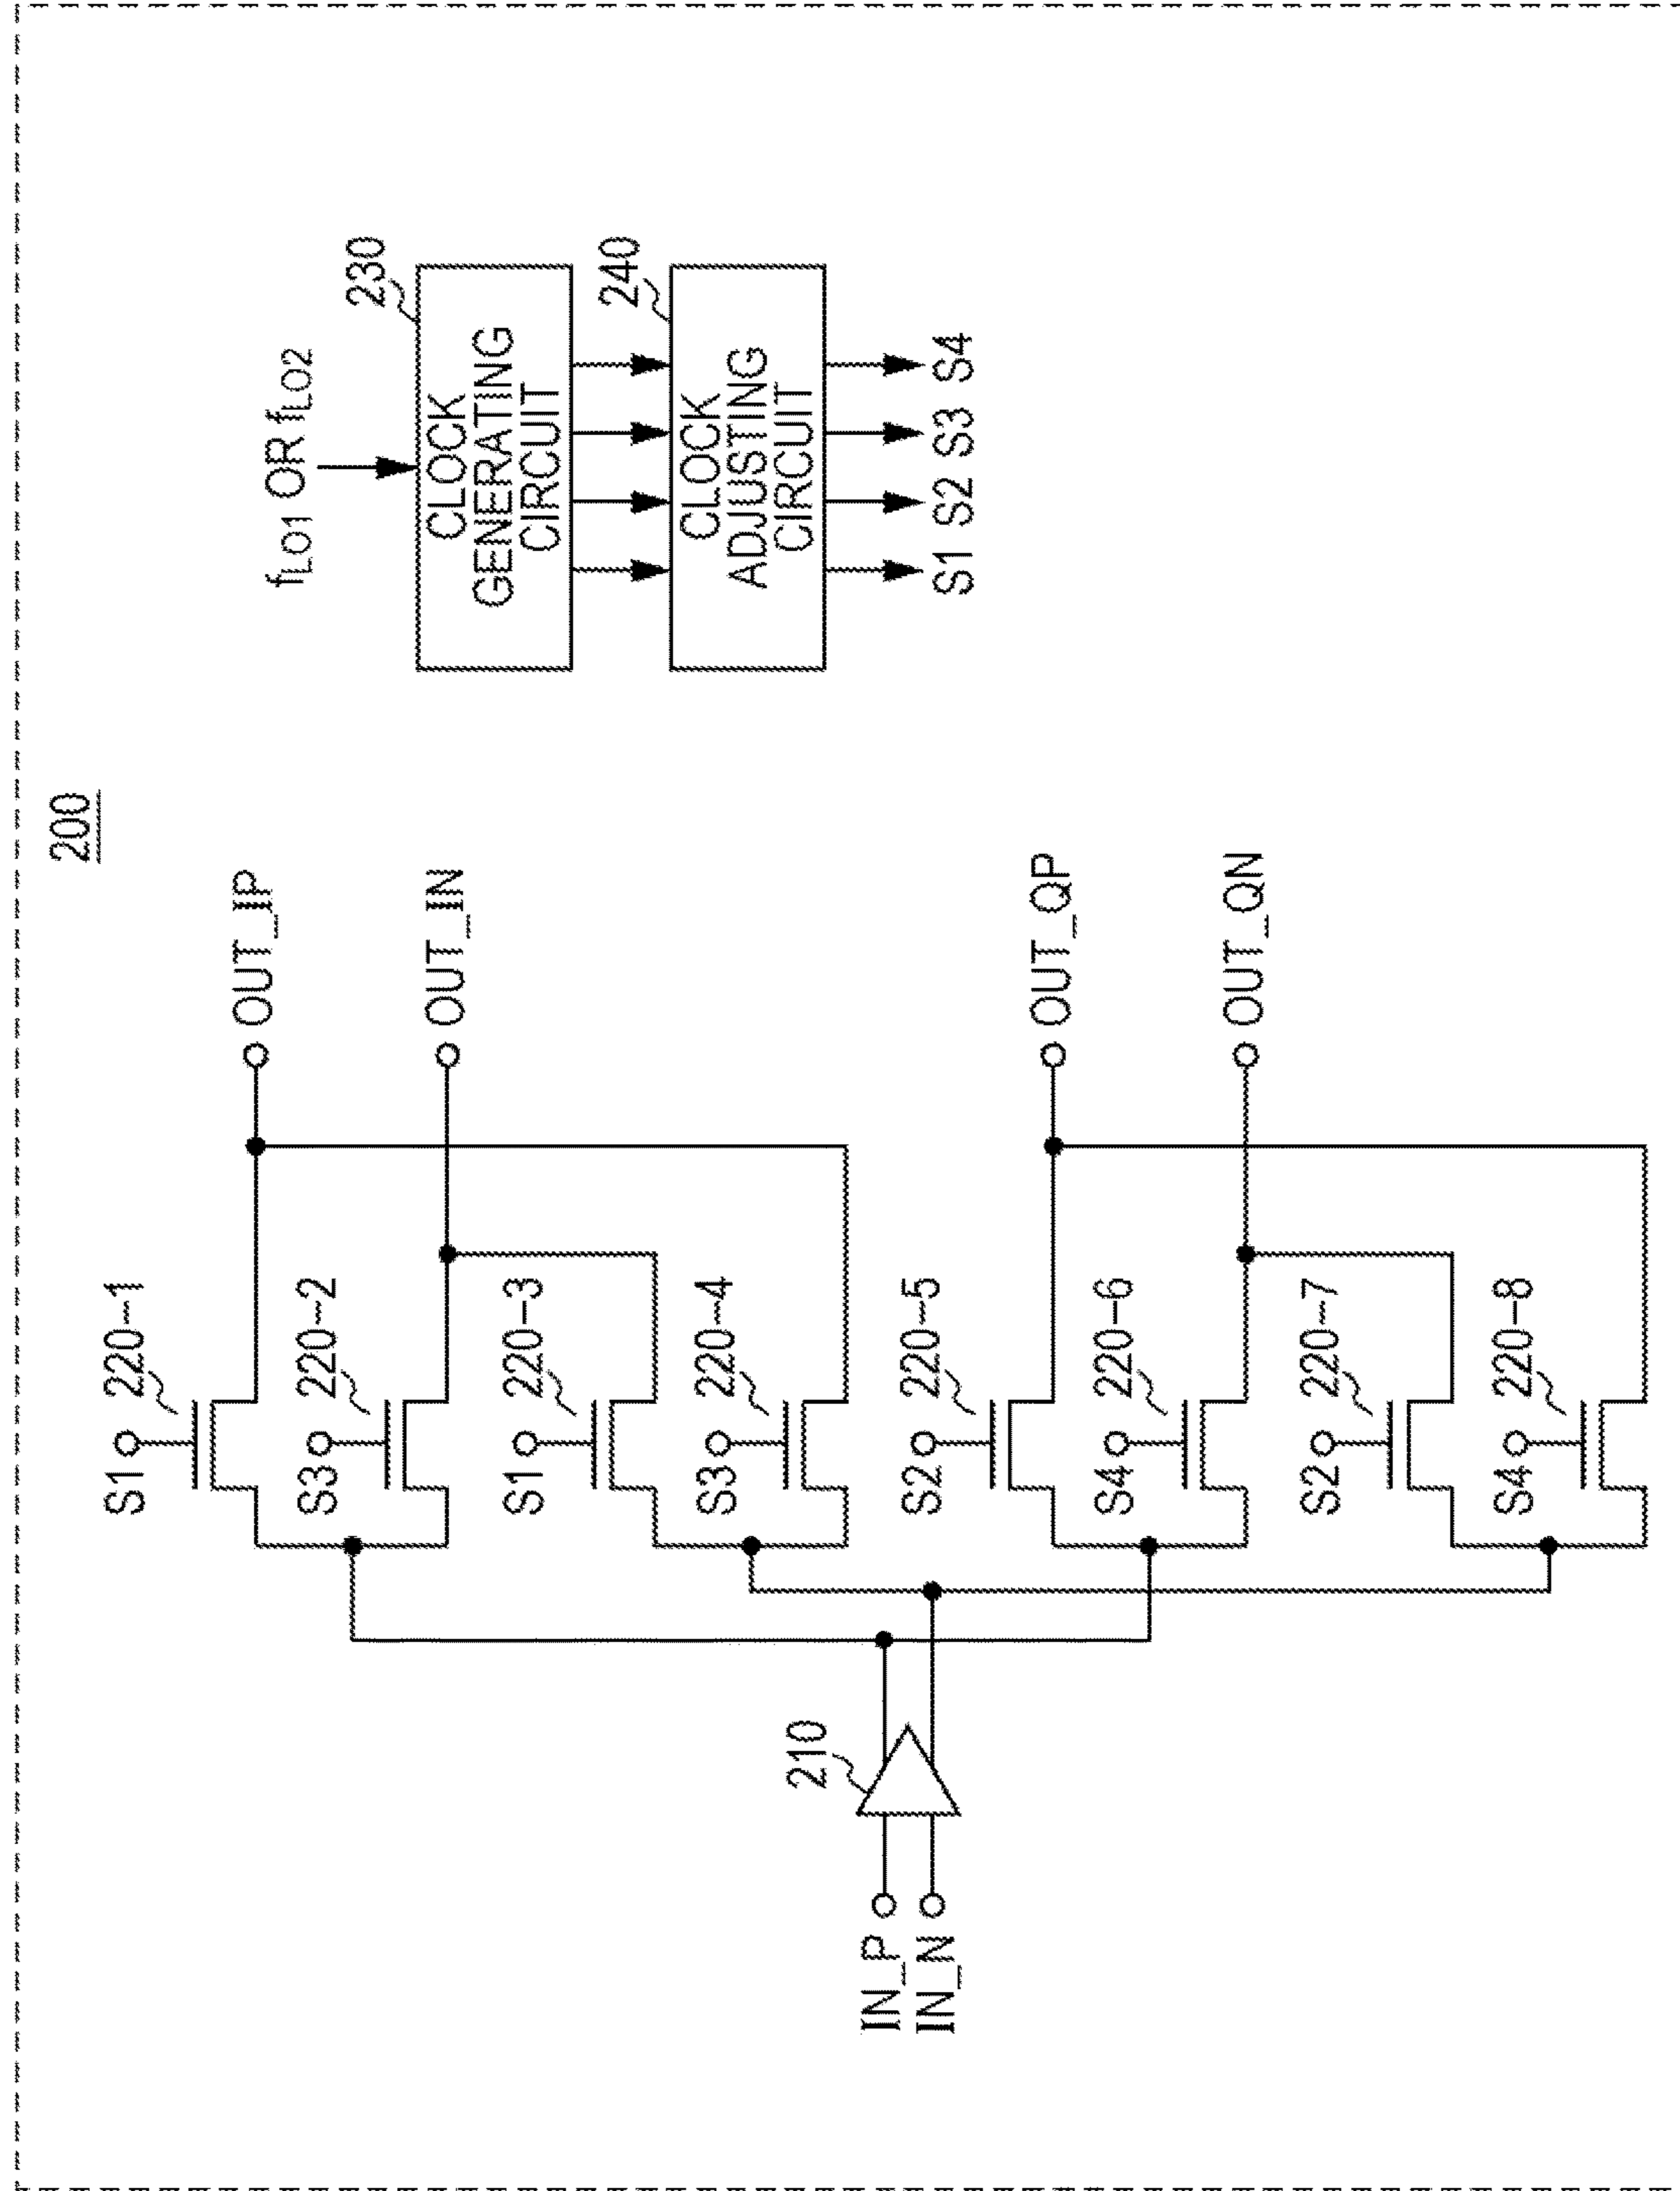 200
S1
220-1
OUT_IP
S3
220-2
OUT_IN
S1
220-3
S3
220-4
S2
220-5
OUT_QP
S4
220-6
OUT_QN
S2
220-7
S4
220-8
IN_P
IN_N
210
fLO1 OR fLO2
230
CLOCK
GENERATING
CIRCUIT
240
CLOCK
ADJUSTING
CIRCUIT
S1 S2 S3 S4